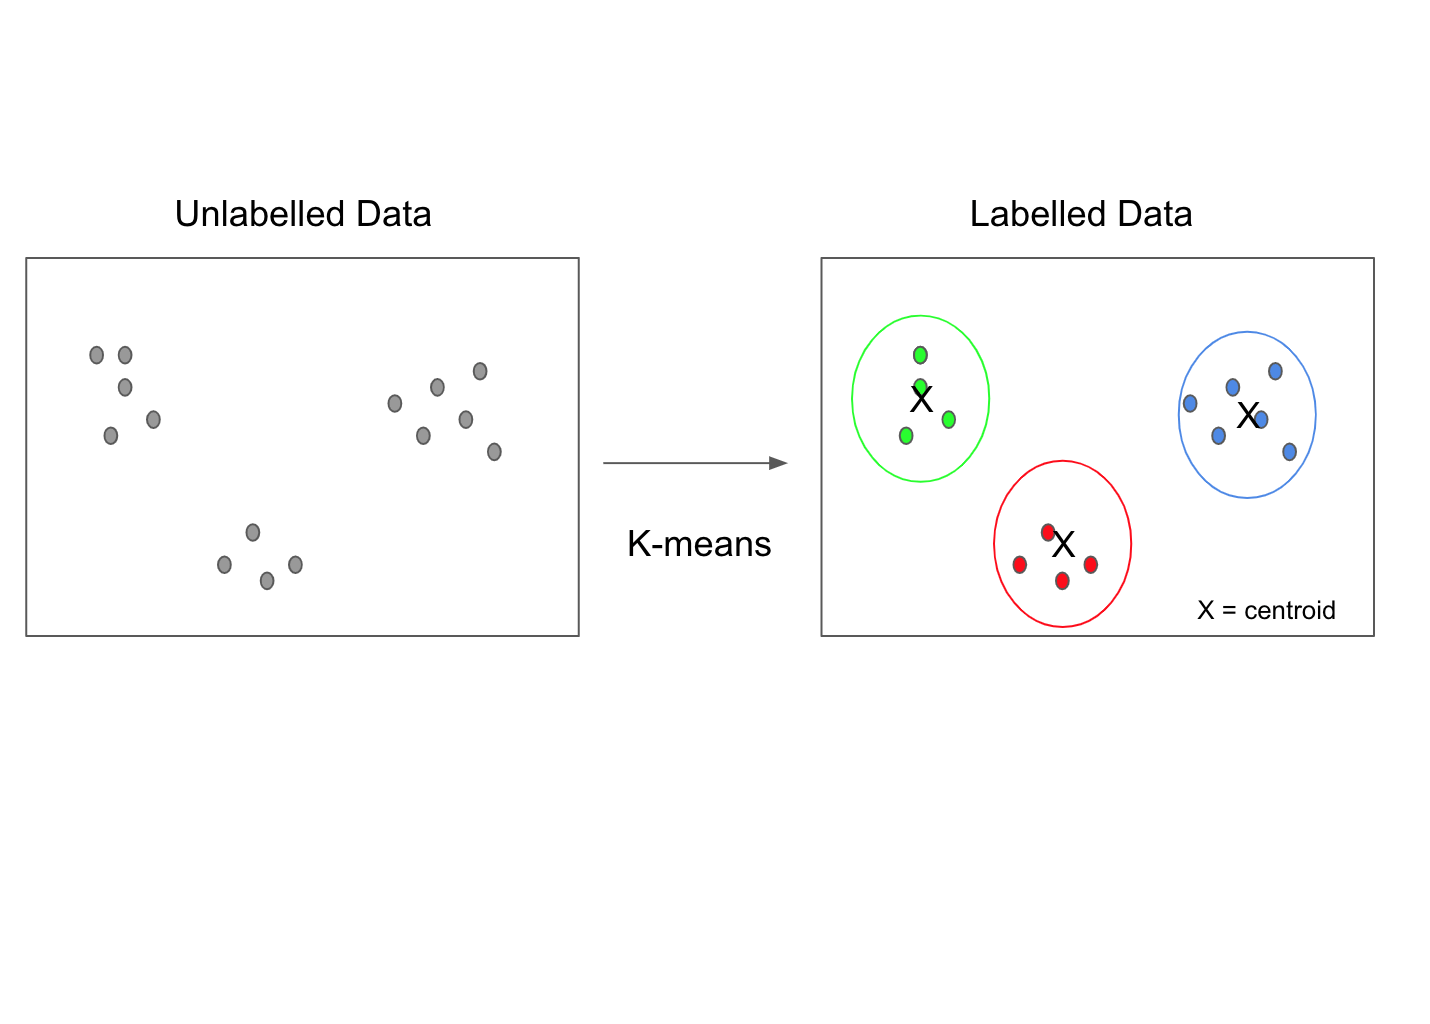 Unlabelled Data
Labelled Data
K-means
X
X
X
X = centroid